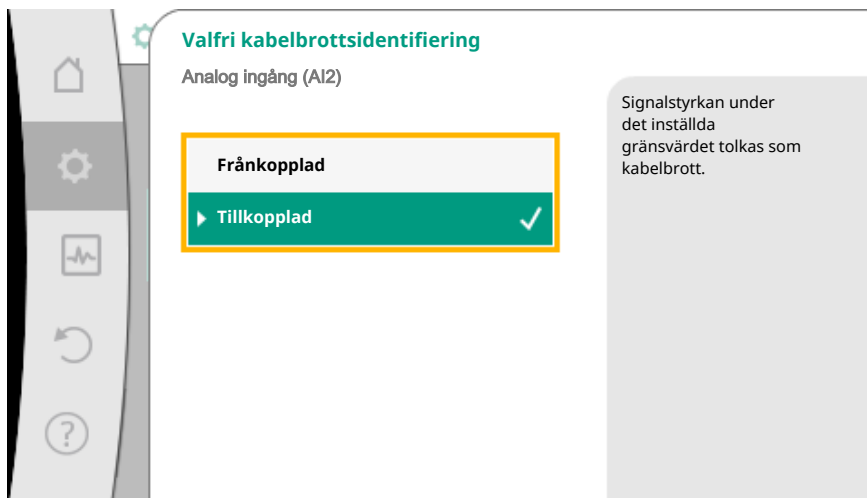 Valfri kabelbrottsidentifiering
Analog ingång (AI2)
Frånkopplad
Tillkopplad
Signalstyrkan under
det inställda
gränsvärdet tolkas som
kabelbrott.
?